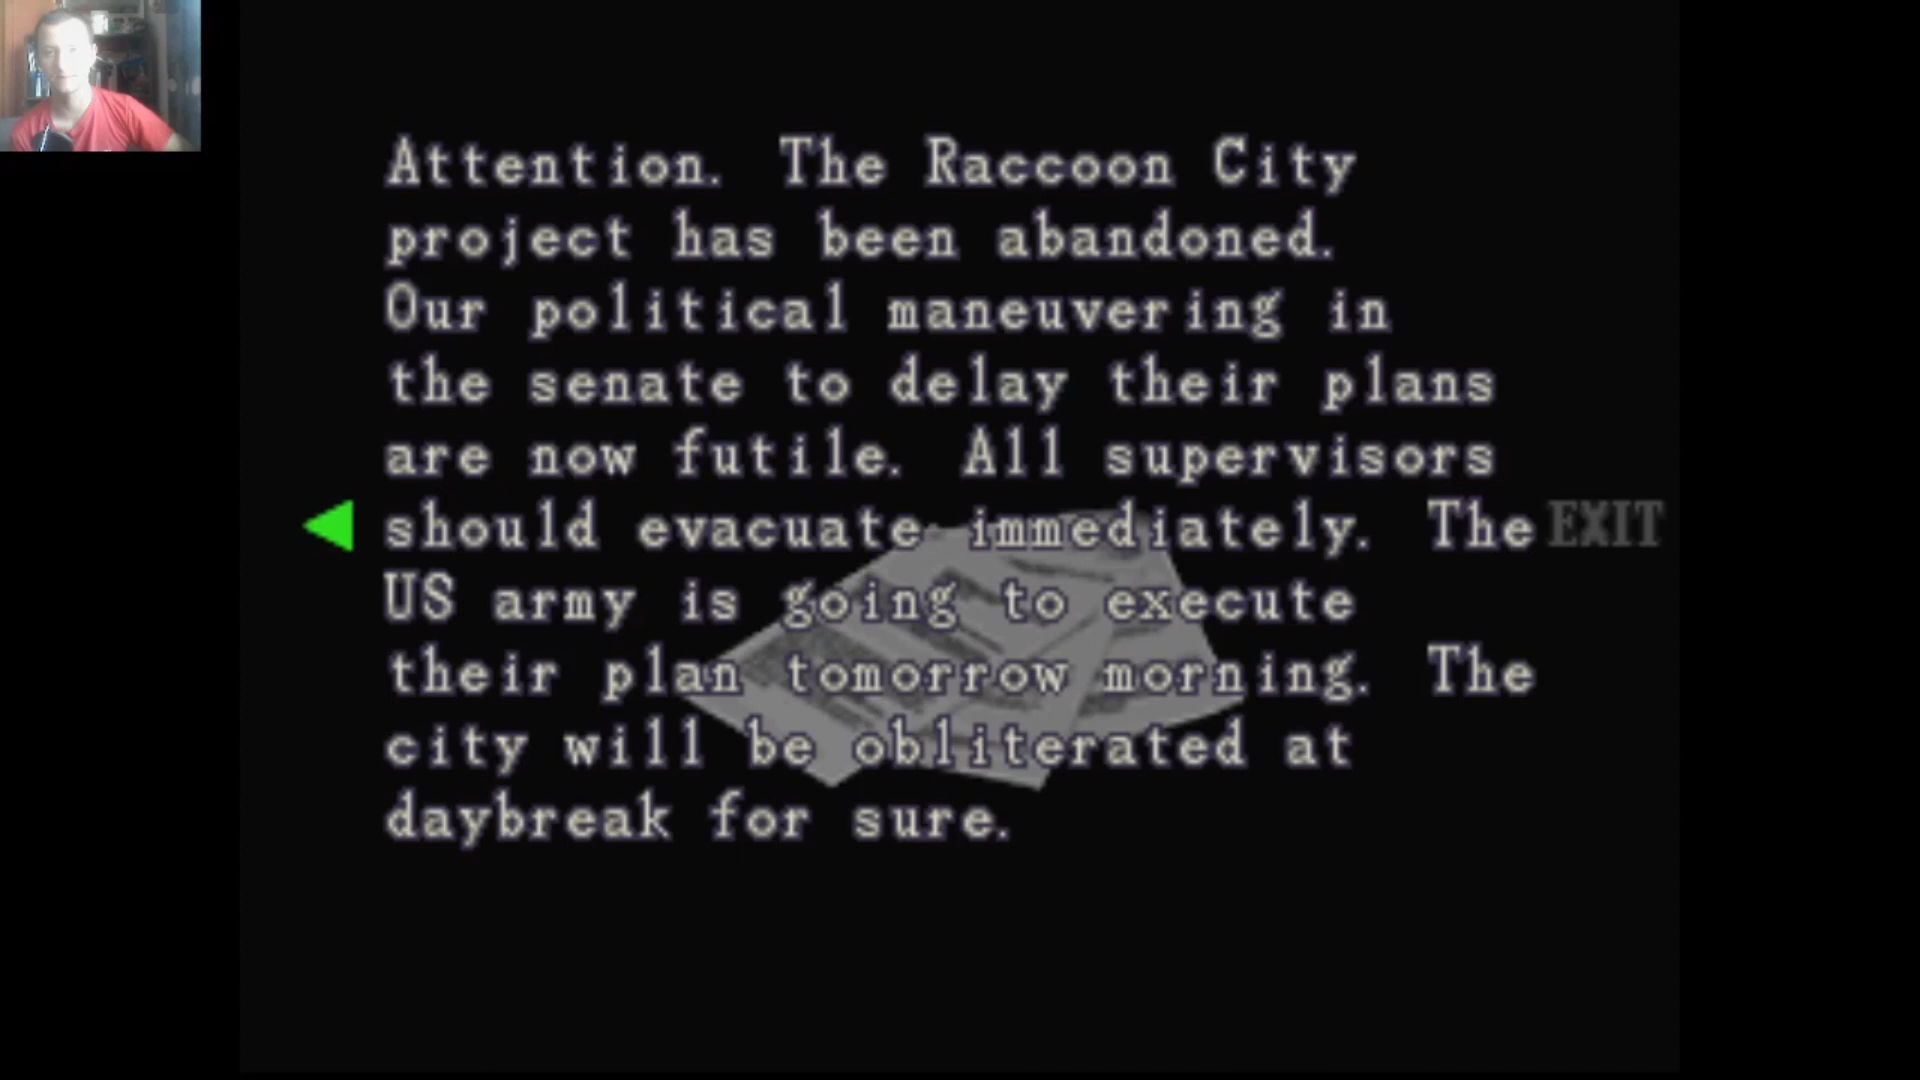 Attention. The Raccoon City
project has been abandoned.
Our political maneuvering in
the senate to delay their plans
are now futile. All supervisors
should evacuate immediately. The EXIT
US army is going to execute
their plan tomorrow morning. The
city will be obliterated at
daybreak for sure.